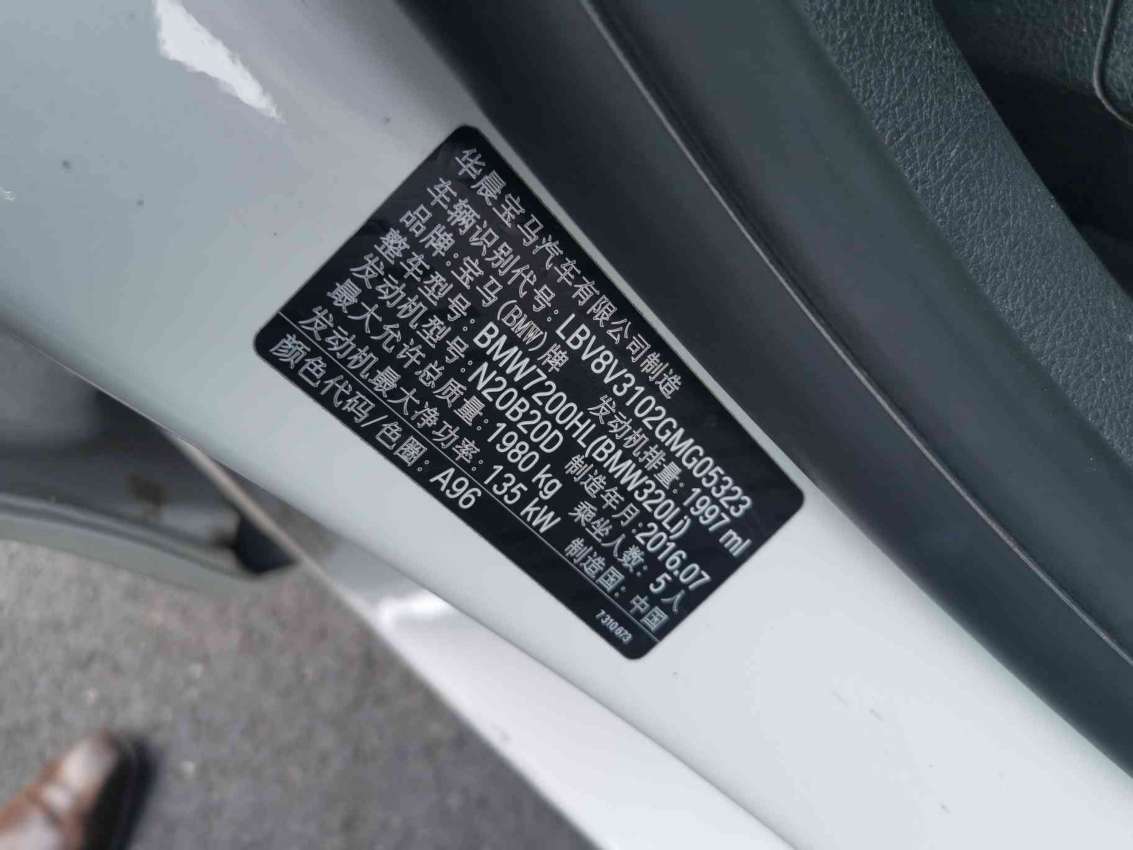 华晨宝马汽车有限公司制造
车辆识别代号: LBV8V3102GMG05323
品牌: 宝马(BMW)牌 发动机排量: 1997 ml
整车型号: BMW7200HL(BMW320Li)
发动机型号: N20B20D 制造年月: 2016.07
最大允许总质量: 1980 kg 乘坐人数: 5人
发动机最大净功率: 135 kW 制造国: 中国
颜色代码/色圈: A96
7310673